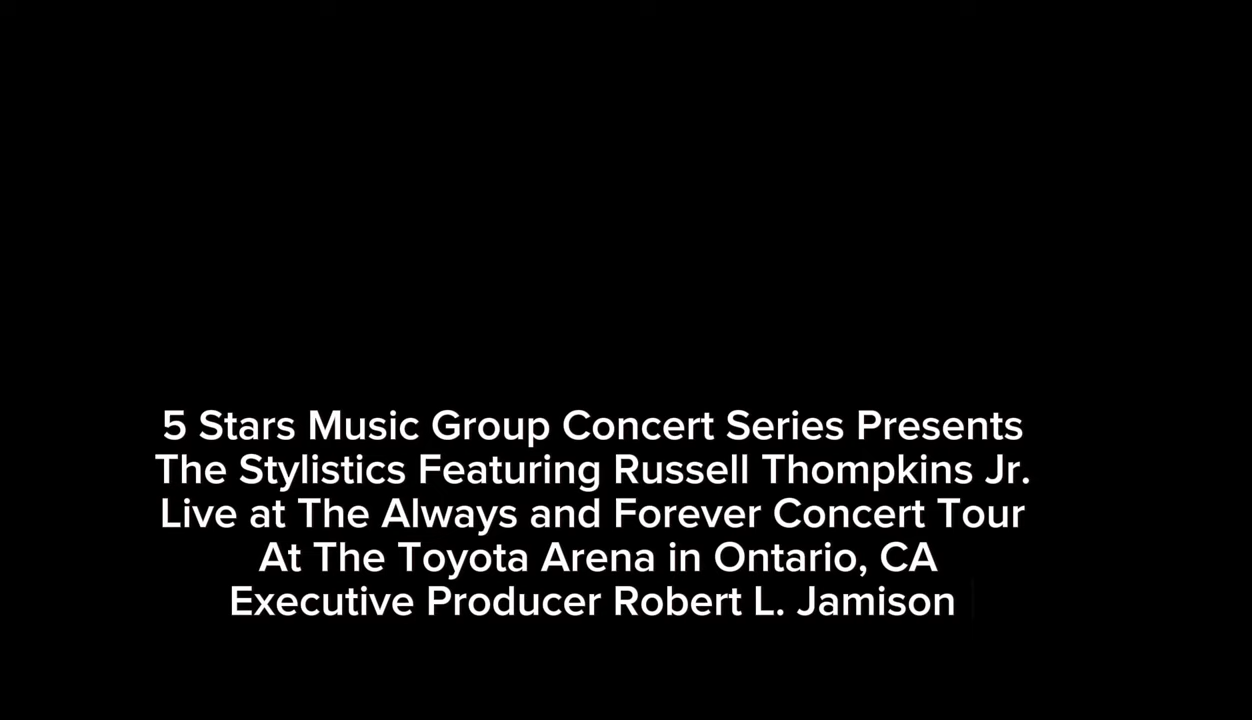 5 Stars Music Group Concert Series Presents
The Stylistics Featuring Russell Thompkins Jr.
Live at The Always and Forever Concert Tour
At The Toyota Arena in Ontario, CA
Executive Producer Robert L. Jamison